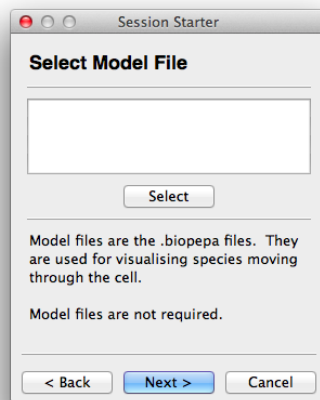 Session Starter
Select Model File
Select
Model files are the .biopepa files.  They
are used for visualising species moving
through the cell.
Model files are not required.
< Back
Next >
Cancel